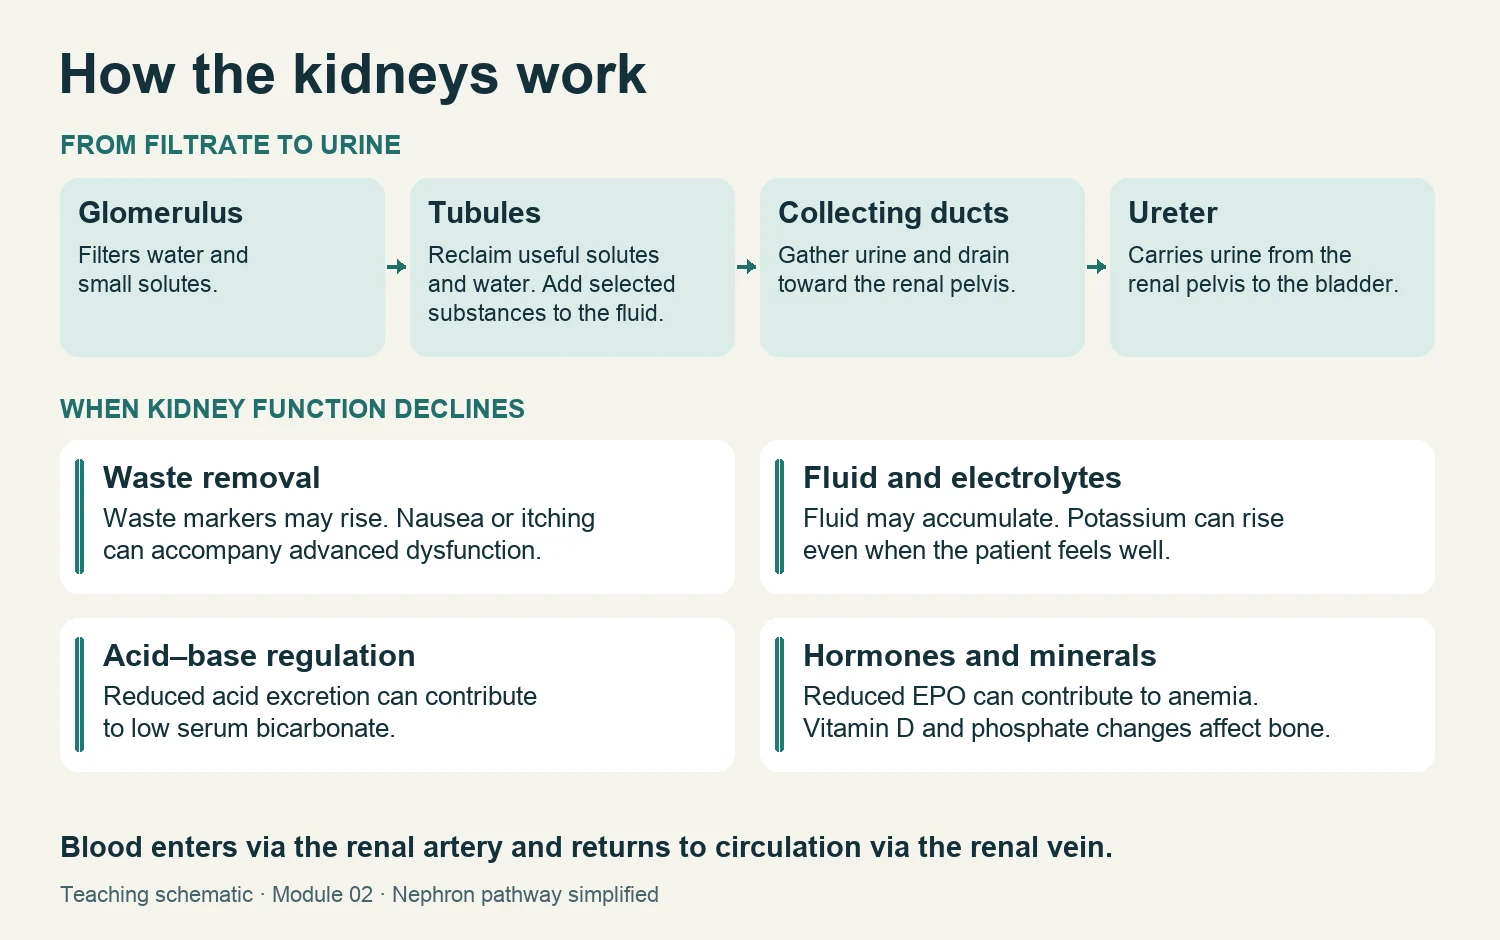 How the kidneys work
FROM FILTRATE TO URINE
Glomerulus
Filters water and
small solutes.
Tubules
Reclaim useful solutes
and water. Add selected
substances to the fluid.
Collecting ducts
Gather urine and drain
toward the renal pelvis.
Ureter
Carries urine from the
renal pelvis to the bladder.
WHEN KIDNEY FUNCTION DECLINES
Waste removal
Waste markers may rise. Nausea or itching
can accompany advanced dysfunction.
Fluid and electrolytes
Fluid may accumulate. Potassium can rise
even when the patient feels well.
Acid–base regulation
Reduced acid excretion can contribute
to low serum bicarbonate.
Hormones and minerals
Reduced EPO can contribute to anemia.
Vitamin D and phosphate changes affect bone.
Blood enters via the renal artery and returns to circulation via the renal vein.
Teaching schematic · Module 02 · Nephron pathway simplified